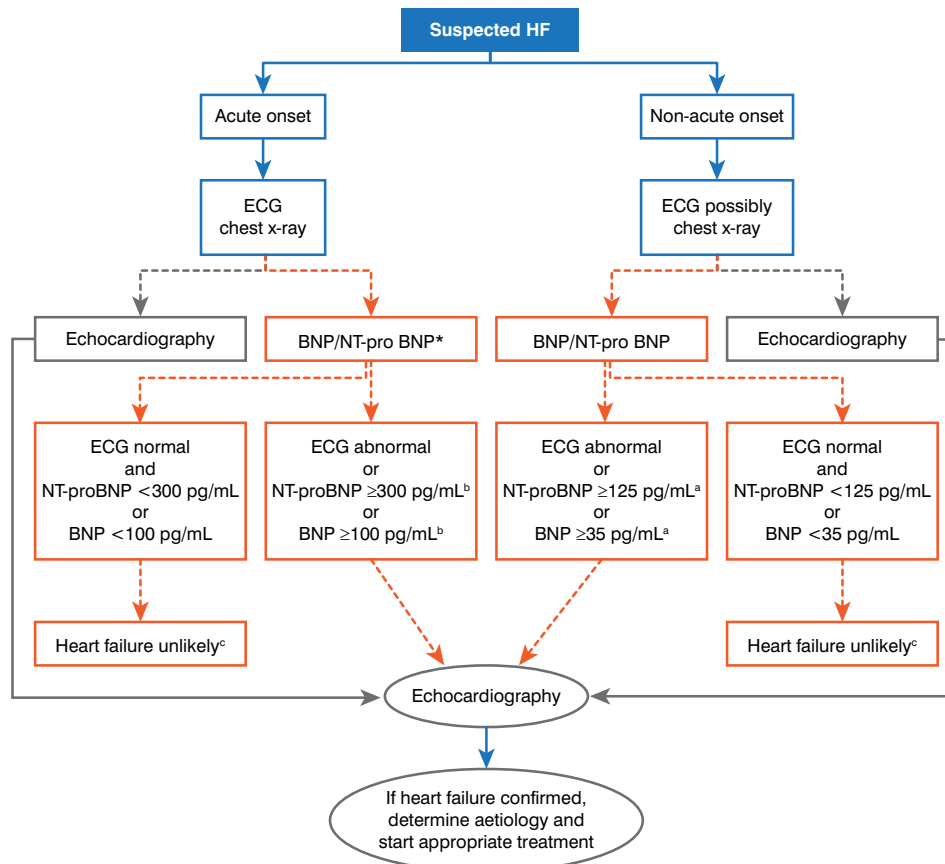 Suspected HF
Acute onset
Non-acute onset
ECG
chest x-ray
ECG possibly
chest x-ray
Echocardiography
BNP/NT-pro BNP*
BNP/NT-pro BNP
Echocardiography
ECG normal
and
NT-proBNP <300 pg/mL
or
BNP <100 pg/mL
ECG abnormal
or
NT-proBNP ≥300 pg/mLᵇ
or
BNP ≥100 pg/mLᵇ
ECG abnormal
or
NT-proBNP ≥125 pg/mLᵃ
or
BNP ≥35 pg/mLᵃ
ECG normal
and
NT-proBNP <125 pg/mL
or
BNP <35 pg/mL
Heart failure unlikelyᶜ
Heart failure unlikelyᶜ
Echocardiography
If heart failure confirmed,
determine aetiology and
start appropriate treatment